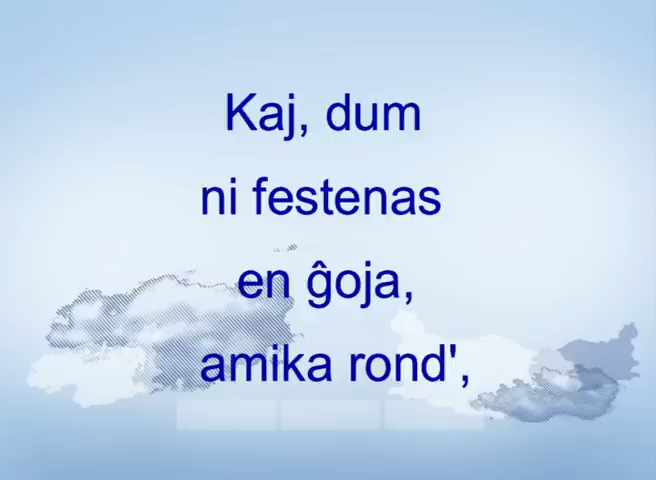 Kaj, dum
ni festenas
en ĝoja,
amika rond',